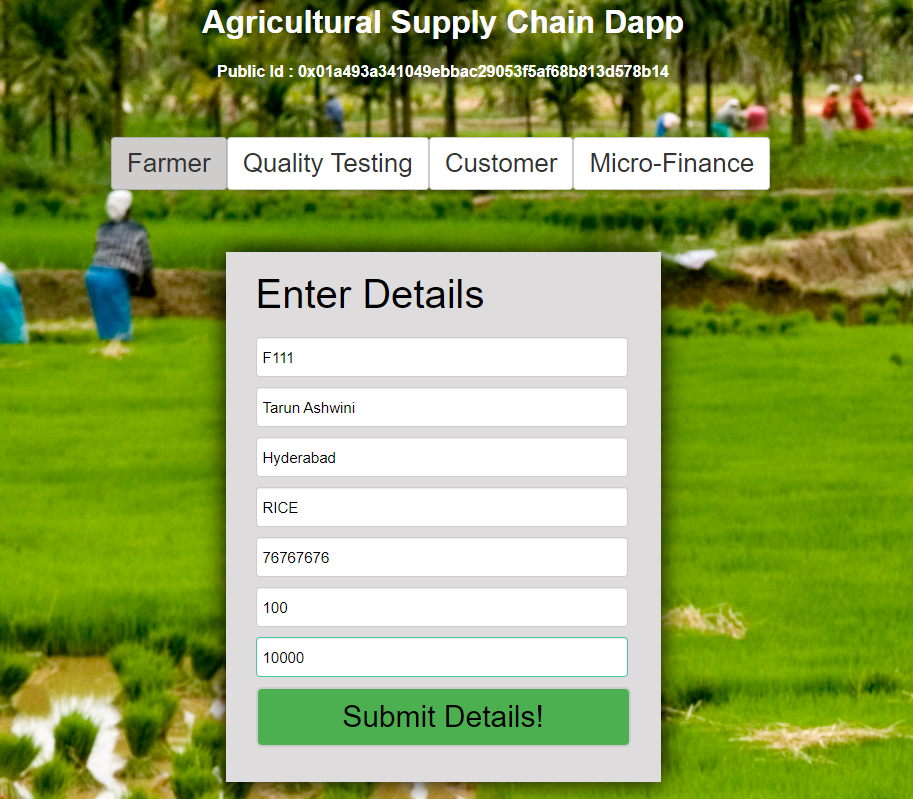 Agricultural Supply Chain Dapp
Public Id : 0x01a493a341049ebbac29053f5af68b813d578b14
Farmer Quality Testing Customer Micro-Finance
Enter Details
F111
Tarun Ashwini
Hyderabad
RICE
76767676
100
10000
Submit Details!